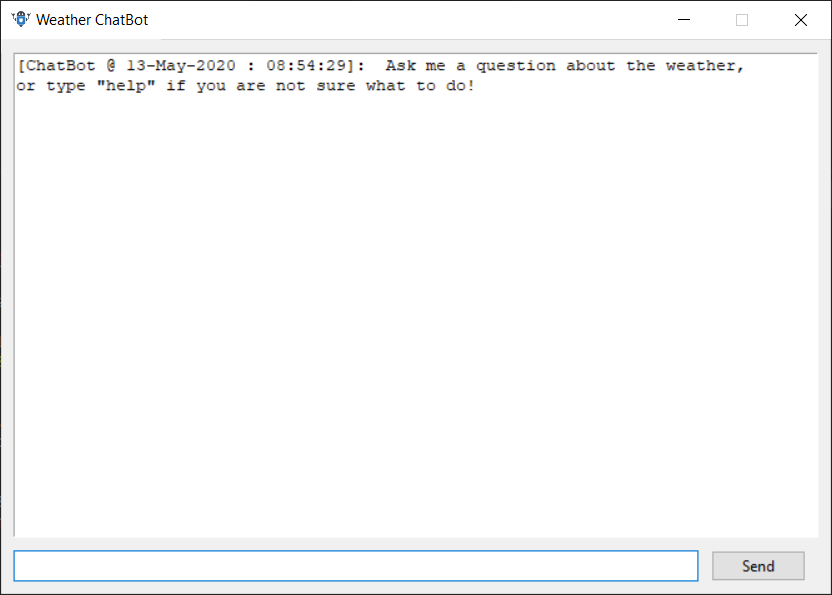 Weather ChatBot
[ChatBot @ 13-May-2020 : 08:54:29]:  Ask me a question about the weather,
or type "help" if you are not sure what to do!
Send